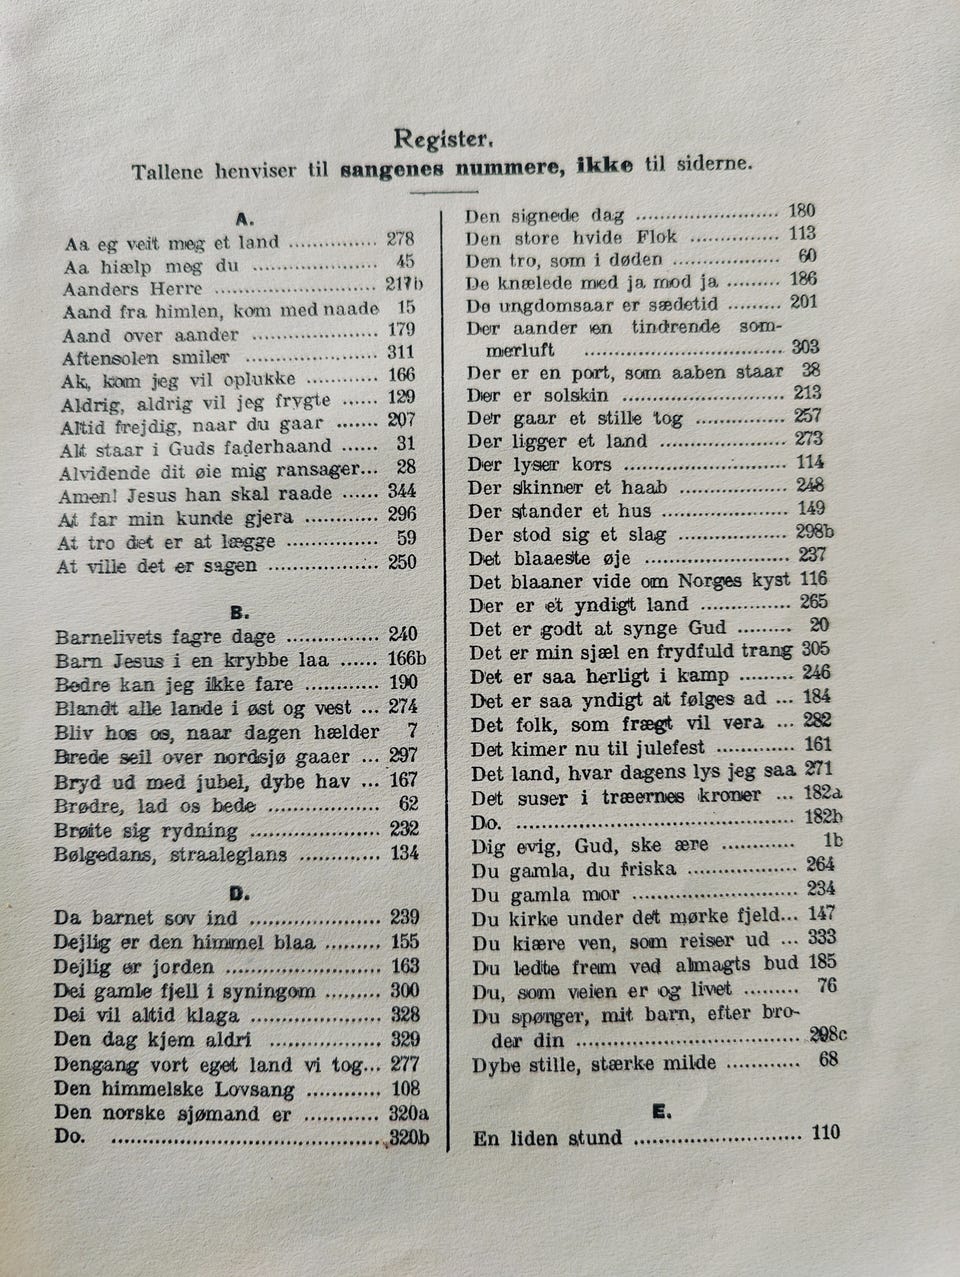 Register.
Tallene henviser til sangenes nummere, ikke til siderne.
A.
Aa eg veit meg et land .............. 278
Aa hiælp meg du .................... 45
Aanders Herre .......................... 217b
Aand fra himlen, kom med naade 15
Aand over aander .................... 179
Aftensolen smiler ..................... 311
Ak, kom jeg vil oplukke ............ 166
Aldrig, aldrig vil jeg frygte ...... 129
Altid frejdig, naar du gaar ....... 207
Alt staar i Guds faderhaand ...... 31
Alvidende dit øie mig ransager... 28
Amen! Jesus han skal raade ...... 344
At far min kunde gjera ............ 296
At tro det er at lægge ............... 59
At ville det er sagen .................. 250
B.
Barnelivets fagre dage ............... 240
Barn Jesus i en krybbe laa ...... 166b
Bedre kan jeg ikke fare ............ 190
Blandt alle lande i øst og vest ... 274
Bliv hos os, naar dagen hælder 7
Brede seil over nordsjø gaaer ... 297
Bryd ud med jubel, dybe hav ... 167
Brødre, lad os bede .................. 62
Brøite sig rydning ..................... 232
Bølgedans, straaleglans ............. 134
D.
Da barnet sov ind ..................... 239
Dejlig er den himmel blaa ......... 155
Dejlig er jorden ......................... 163
Dei gamle fjell i syningom ......... 300
Dei vil altid klaga ..................... 328
Den dag kjem aldri .................. 329
Dengang vort eget land vi tog... 277
Den himmelske Lovsang ............ 108
Den norske sjømand er ............ 320a
Do. ........................................... 320b
Den signede dag ....................... 180
Den store hvide Flok .............. 113
Den tro, som i døden ................. 60
De knælede med ja mod ja ......... 186
De ungdomsaar er sædetid ......... 201
Der aander en tindrende som-
merluft ................................ 303
Der er en port, som aaben staar 38
Der er solskin .......................... 213
Der gaar et stille tog ............... 257
Der ligger et land .................... 273
Der lyser kors .......................... 114
Der skinner et haab ................. 248
Der stander et hus .................... 149
Der stod sig et slag ................. 298b
Det blaaeste øje ....................... 237
Det blaaner vide om Norges kyst 116
Der er et yndigt land ............... 265
Det er godt at synge Gud ......... 20
Det er min sjæl en frydfuld trang 305
Det er saa herligt i kamp ......... 246
Det er saa yndigt at følges ad ... 184
Det folk, som frægt vil vera ... 282
Det kimer nu til julefest ............ 161
Det land, hvar dagens lys jeg saa 271
Det suser i træernes kroner ... 182a
Do. ............................................. 182b
Dig evig, Gud, ske ære ............ 1b
Du gamla, du friska .................. 264
Du gamla mor .......................... 234
Du kirke under det mørke fjeld... 147
Du kiære ven, som reiser ud ... 333
Du ledte frem ved almagts bud 185
Du, som veien er og livet ......... 76
Du spønger, mit barn, efter bro-
der din .................................... 298c
Dybe stille, stærke milde ............ 68
E.
En liden stund ........................... 110